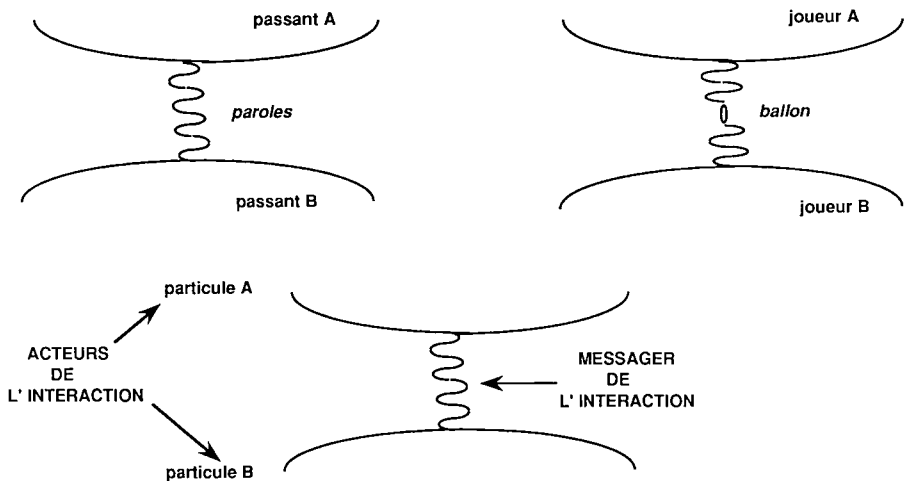 passant A
paroles
passant B
joueur A
ballon
joueur B
particule A
ACTEURS
DE
L' INTERACTION
particule B
MESSAGER
DE
L' INTERACTION